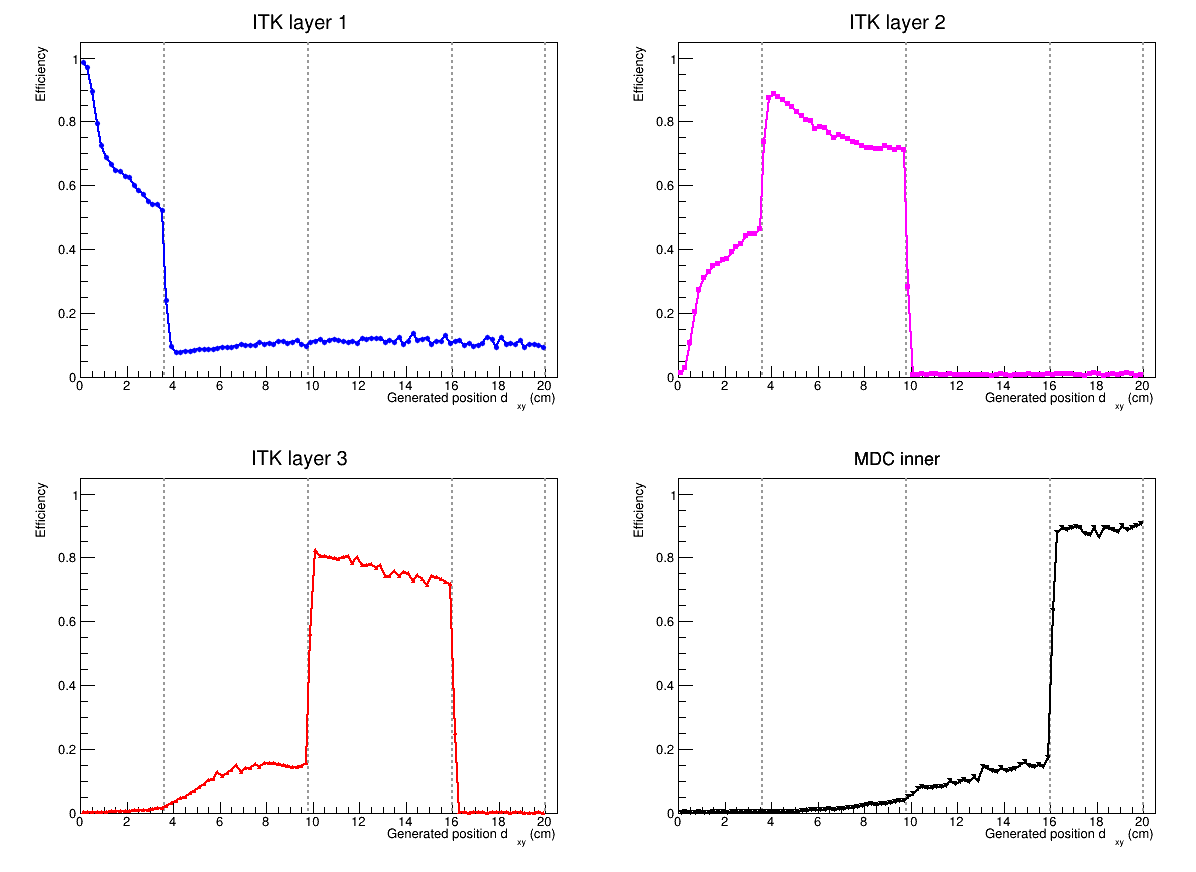 ITK layer 1
Efficiency
1
0.8
0.6
0.4
0.2
0
0 2 4 6 8 10 12 14 16 18 20
Generated position d xy (cm)
ITK layer 2
Efficiency
1
0.8
0.6
0.4
0.2
0
0 2 4 6 8 10 12 14 16 18 20
Generated position d xy (cm)
ITK layer 3
Efficiency
1
0.8
0.6
0.4
0.2
0
0 2 4 6 8 10 12 14 16 18 20
Generated position d xy (cm)
MDC inner
Efficiency
1
0.8
0.6
0.4
0.2
0
0 2 4 6 8 10 12 14 16 18 20
Generated position d xy (cm)